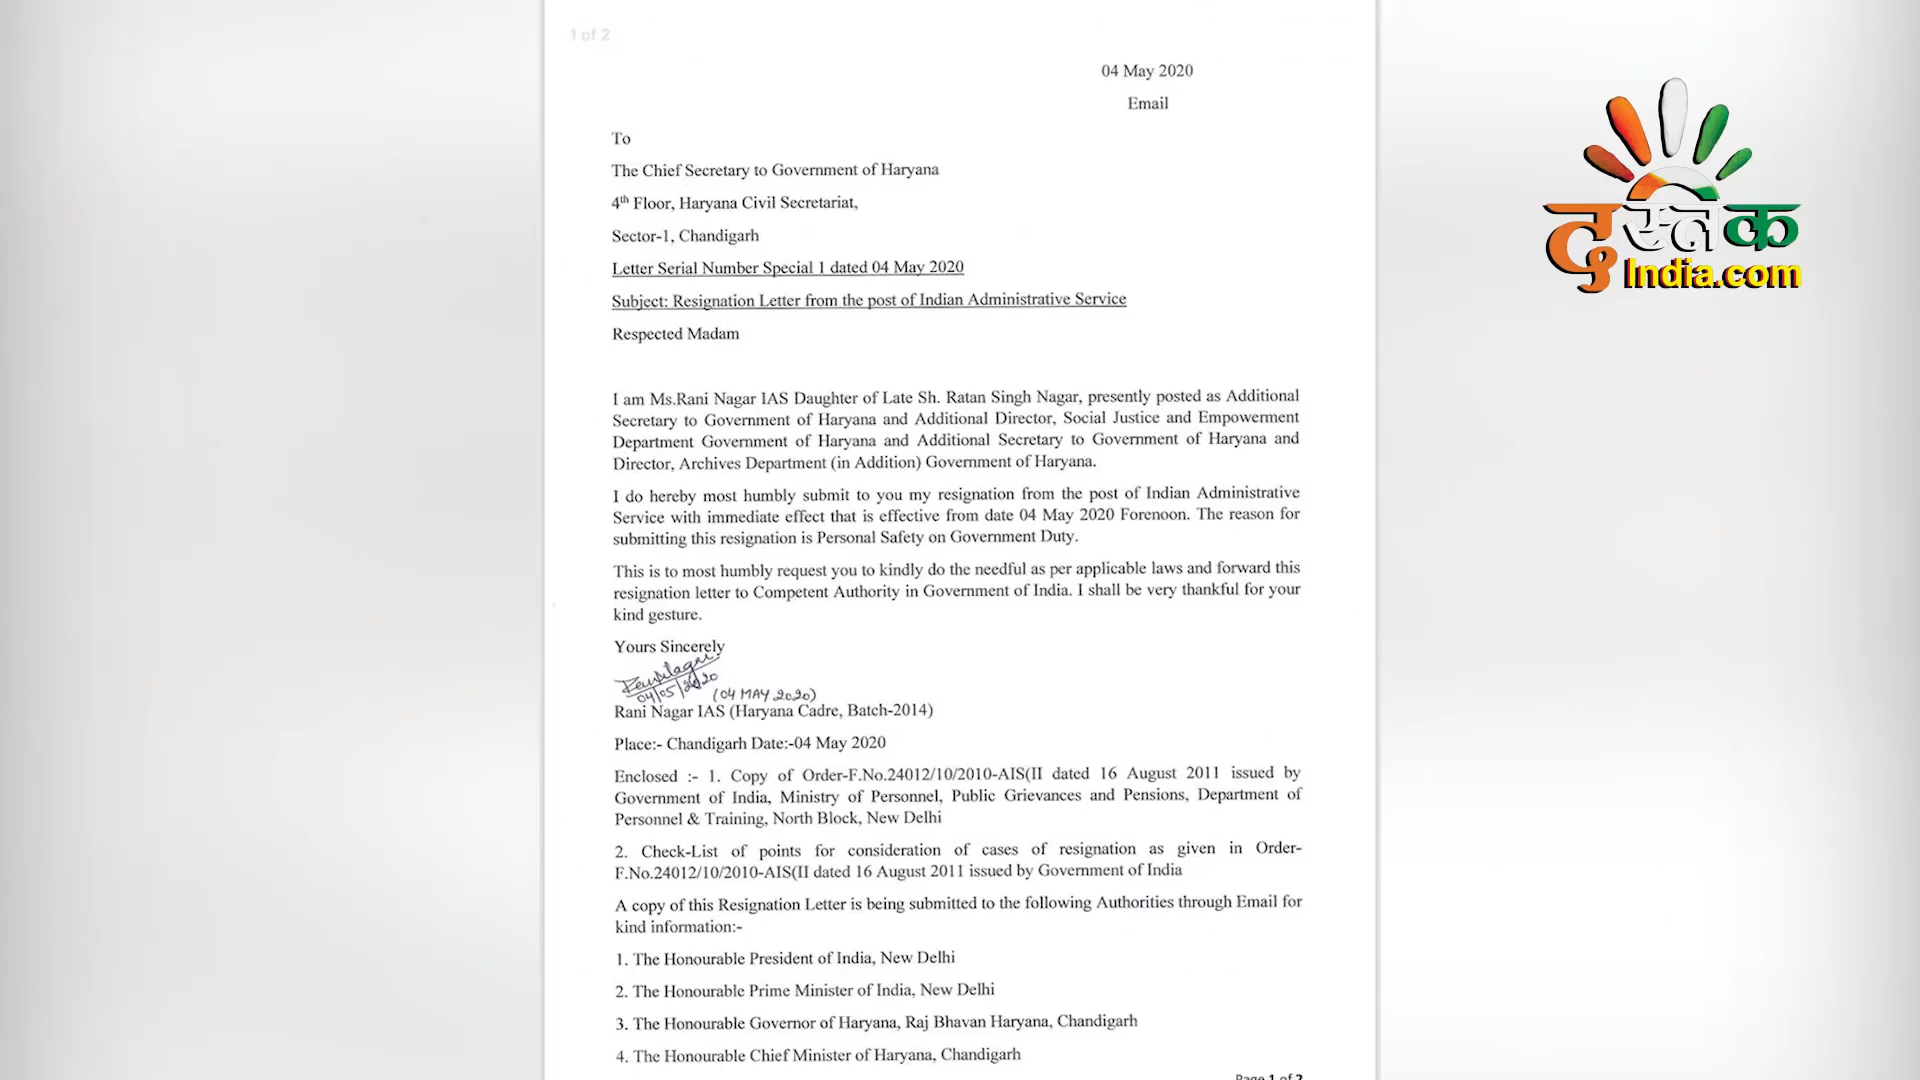 1 of 2
04 May 2020
Email
To
The Chief Secretary to Government of Haryana
4th Floor, Haryana Civil Secretariat,
Sector-1, Chandigarh
Letter Serial Number Special 1 dated 04 May 2020
Subject: Resignation Letter from the post of Indian Administrative Service
Respected Madam
I am Ms.Rani Nagar IAS Daughter of Late Sh. Ratan Singh Nagar, presently posted as Additional
Secretary to Government of Haryana and Additional Director, Social Justice and Empowerment
Department Government of Haryana and Additional Secretary to Government of Haryana and
Director, Archives Department (in Addition) Government of Haryana.
I do hereby most humbly submit to you my resignation from the post of Indian Administrative
Service with immediate effect that is effective from date 04 May 2020 Forenoon. The reason for
submitting this resignation is Personal Safety on Government Duty.
This is to most humbly request you to kindly do the needful as per applicable laws and forward this
resignation letter to Competent Authority in Government of India. I shall be very thankful for your
kind gesture.
Yours Sincerely
Rani Nagar
04/05/2020
(04 MAY 2020)
Rani Nagar IAS (Haryana Cadre, Batch-2014)
Place:- Chandigarh Date:-04 May 2020
Enclosed :- 1. Copy of Order-F.No.24012/10/2010-AIS(II dated 16 August 2011 issued by
Government of India, Ministry of Personnel, Public Grievances and Pensions, Department of
Personnel & Training, North Block, New Delhi
2. Check-List of points for consideration of cases of resignation as given in Order-
F.No.24012/10/2010-AIS(II dated 16 August 2011 issued by Government of India
A copy of this Resignation Letter is being submitted to the following Authorities through Email for
kind information:-
1. The Honourable President of India, New Delhi
2. The Honourable Prime Minister of India, New Delhi
3. The Honourable Governor of Haryana, Raj Bhavan Haryana, Chandigarh
4. The Honourable Chief Minister of Haryana, Chandigarh
Page 1 of 2
दस्तक
India.com